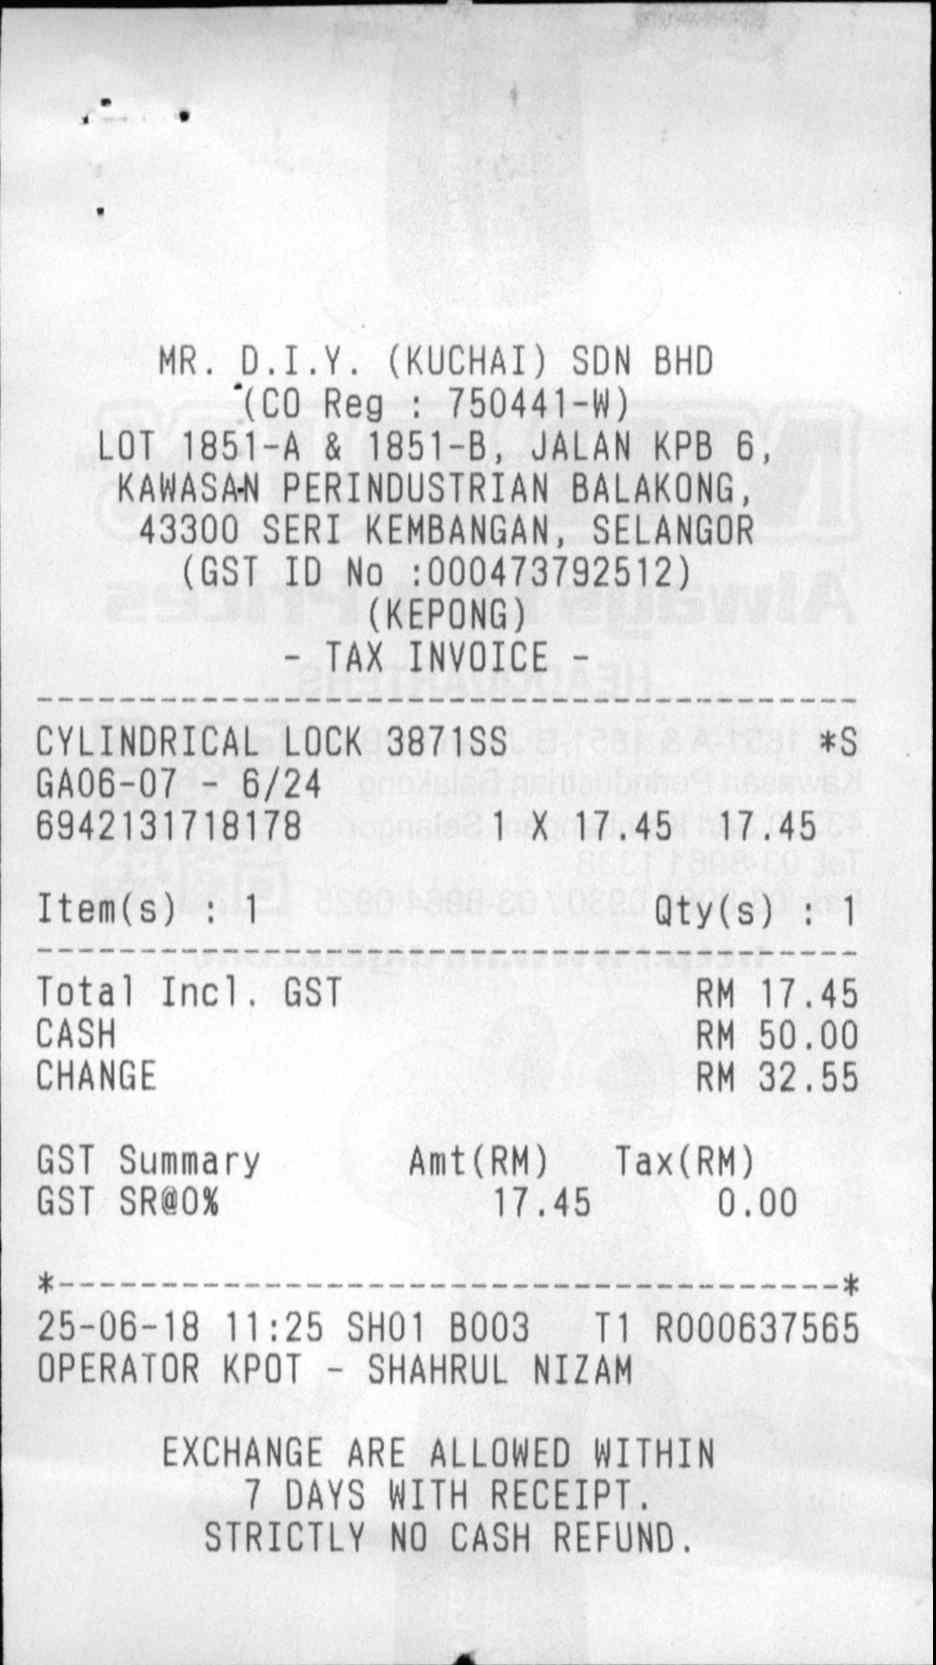 MR. D.I.Y. (KUCHAI) SDN BHD
(CO Reg : 750441-W)
LOT 1851-A & 1851-B, JALAN KPB 6,
KAWASAN PERINDUSTRIAN BALAKONG,
43300 SERI KEMBANGAN, SELANGOR
(GST ID No :000473792512)
(KEPONG)
- TAX INVOICE -
CYLINDRICAL LOCK 3871SS *S
GA06-07 - 6/24
6942131718178 1 X 17.45 17.45
Item(s) : 1 Qty(s) : 1
Total Incl. GST RM 17.45
CASH RM 50.00
CHANGE RM 32.55
GST Summary Amt(RM) Tax(RM)
GST SR@0% 17.45 0.00
*--------------------------------------*
25-06-18 11:25 SH01 B003 T1 R000637565
OPERATOR KPOT - SHAHRUL NIZAM
EXCHANGE ARE ALLOWED WITHIN
7 DAYS WITH RECEIPT.
STRICTLY NO CASH REFUND.